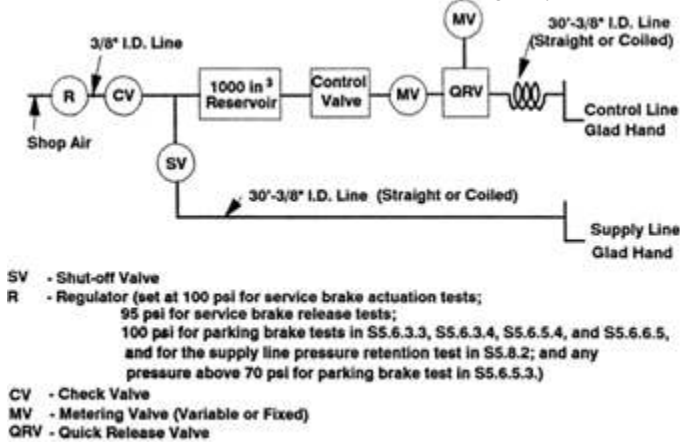 MV
30'-3/8" I.D. Line
(Straight or Coiled)
3/8" I.D. Line
R
CV
1000 in³
Reservoir
Control
Valve
MV
QRV
Shop Air
Control Line
Glad Hand
SV
30'-3/8" I.D. Line (Straight or Coiled)
Supply Line
Glad Hand
SV - Shut-off Valve
R - Regulator (set at 100 psi for service brake actuation tests;
95 psi for service brake release tests;
100 psi for parking brake tests in S5.6.3.3, S5.6.3.4, S5.6.5.4, and S5.6.6.5,
and for the supply line pressure retention test in S5.8.2; and any
pressure above 70 psi for parking brake test in S5.6.5.3.)
CV - Check Valve
MV - Metering Valve (Variable or Fixed)
QRV - Quick Release Valve